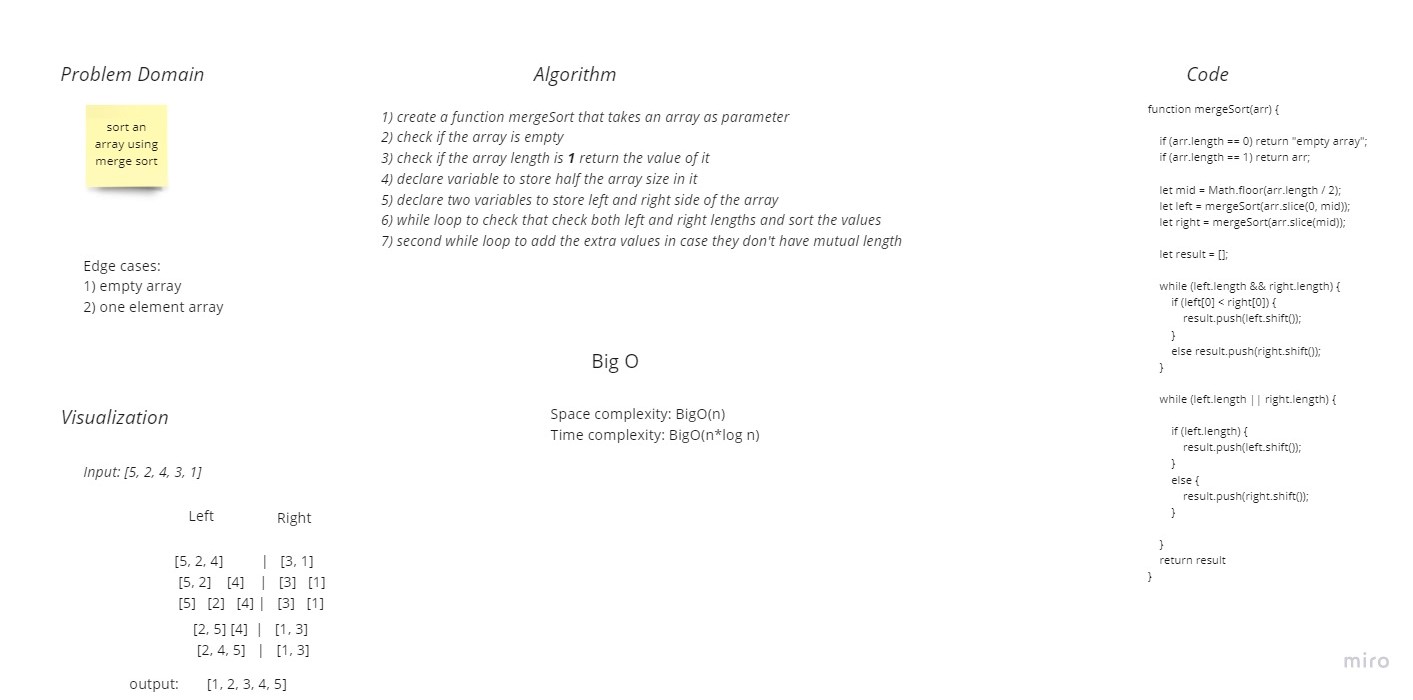 Problem Domain
sort an
array using
merge sort
Edge cases:
1) empty array
2) one element array
Visualization
Input: [5, 2, 4, 3, 1]
Left Right
[5, 2, 4] | [3, 1]
[5, 2] [4] | [3] [1]
[5] [2] [4] | [3] [1]
[2, 5] [4] | [1, 3]
[2, 4, 5] | [1, 3]
output: [1, 2, 3, 4, 5]
Algorithm
1) create a function mergeSort that takes an array as parameter
2) check if the array is empty
3) check if the array length is 1 return the value of it
4) declare variable to store half the array size in it
5) declare two variables to store left and right side of the array
6) while loop to check that check both left and right lengths and sort the values
7) second while loop to add the extra values in case they don't have mutual length
Big O
Space complexity: BigO(n)
Time complexity: BigO(n*log n)
Code
function mergeSort(arr) {
if (arr.length == 0) return "empty array";
if (arr.length == 1) return arr;
let mid = Math.floor(arr.length / 2);
let left = mergeSort(arr.slice(0, mid));
let right = mergeSort(arr.slice(mid));
let result = [];
while (left.length && right.length) {
if (left[0] < right[0]) {
result.push(left.shift());
}
else result.push(right.shift());
}
while (left.length || right.length) {
if (left.length) {
result.push(left.shift());
}
else {
result.push(right.shift());
}
}
return result
}
miro